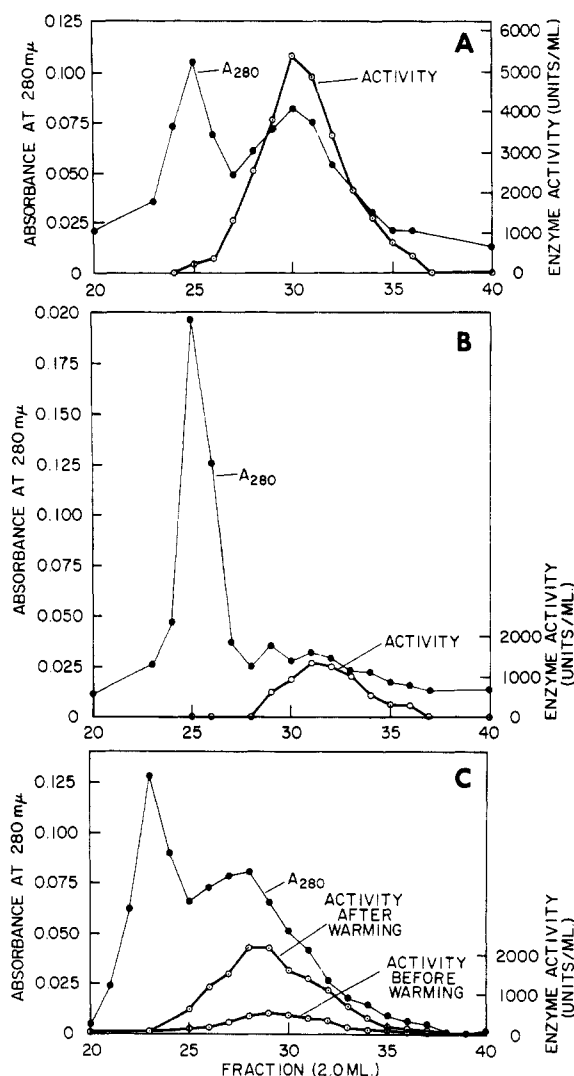 A
ABSORBANCE AT 280 mμ
0.125
0.100
0.075
0.050
0.025
0
A280
ACTIVITY
6000
5000
4000
3000
2000
1000
0
ENZYME ACTIVITY (UNITS/ML.)
20 25 30 35 40
B
ABSORBANCE AT 280 mμ
0.020
0.175
0.150
0.125
0.100
0.075
0.050
0.025
0
A280
ACTIVITY
2000
1000
0
ENZYME ACTIVITY
(UNITS/ML.)
20 25 30 35 40
C
ABSORBANCE AT 280 mμ
0.125
0.100
0.075
0.050
0.025
0
A280
ACTIVITY
AFTER
WARMING
ACTIVITY
BEFORE
WARMING
2000
1000
0
ENZYME ACTIVITY
(UNITS/ML.)
20 25 30 35 40
FRACTION (2.0 ML.)